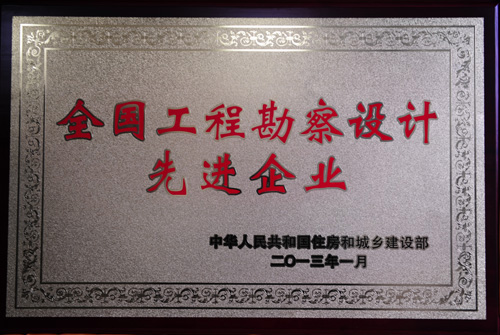 全国工程勘察设计
先进企业
中华人民共和国住房和城乡建设部
二〇一三年一月